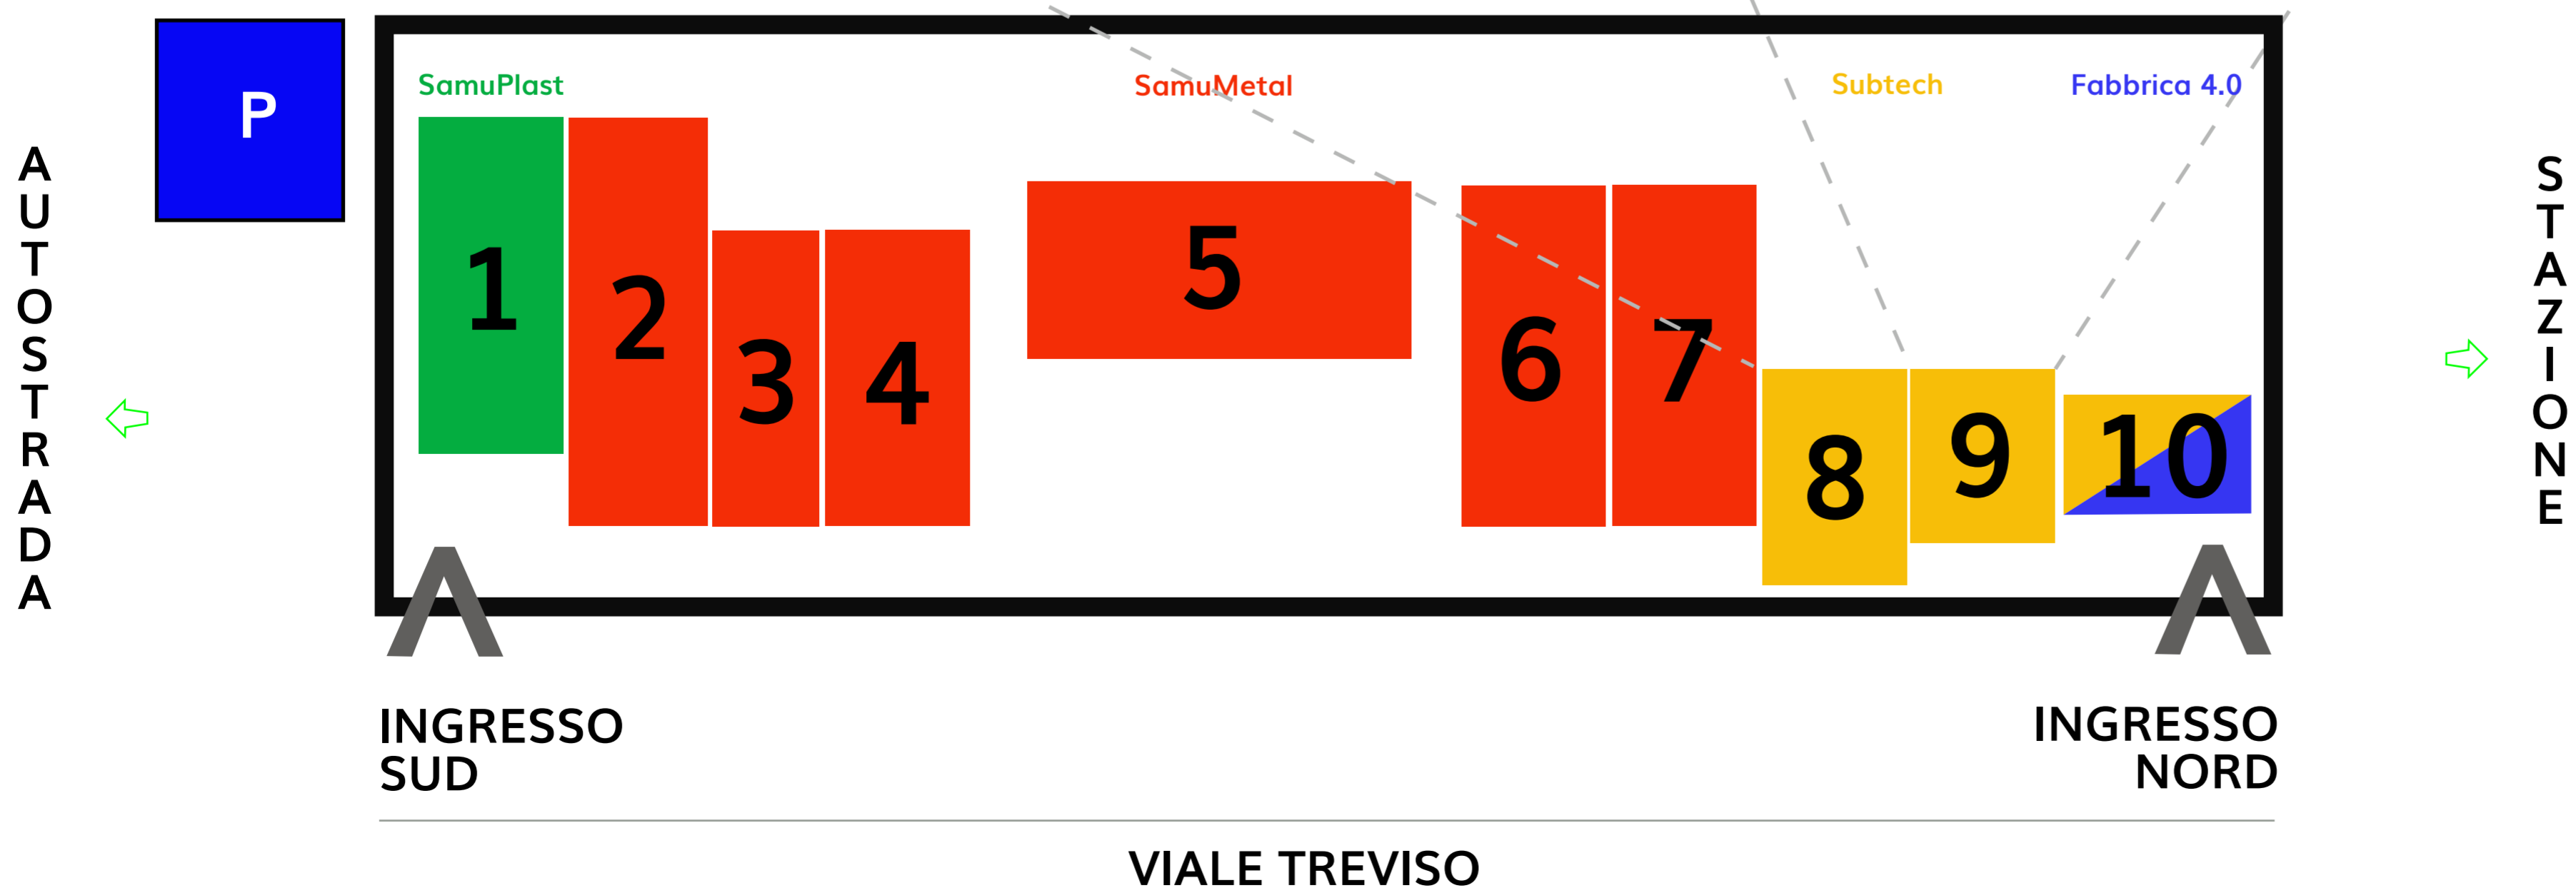 P
SamuPlast
SamuMetal
Subtech
Fabbrica 4.0
AUTOSTRADA
1
2
3
4
5
6
7
8
9
10
STAZIONE
INGRESSO
SUD
INGRESSO
NORD
VIALE TREVISO